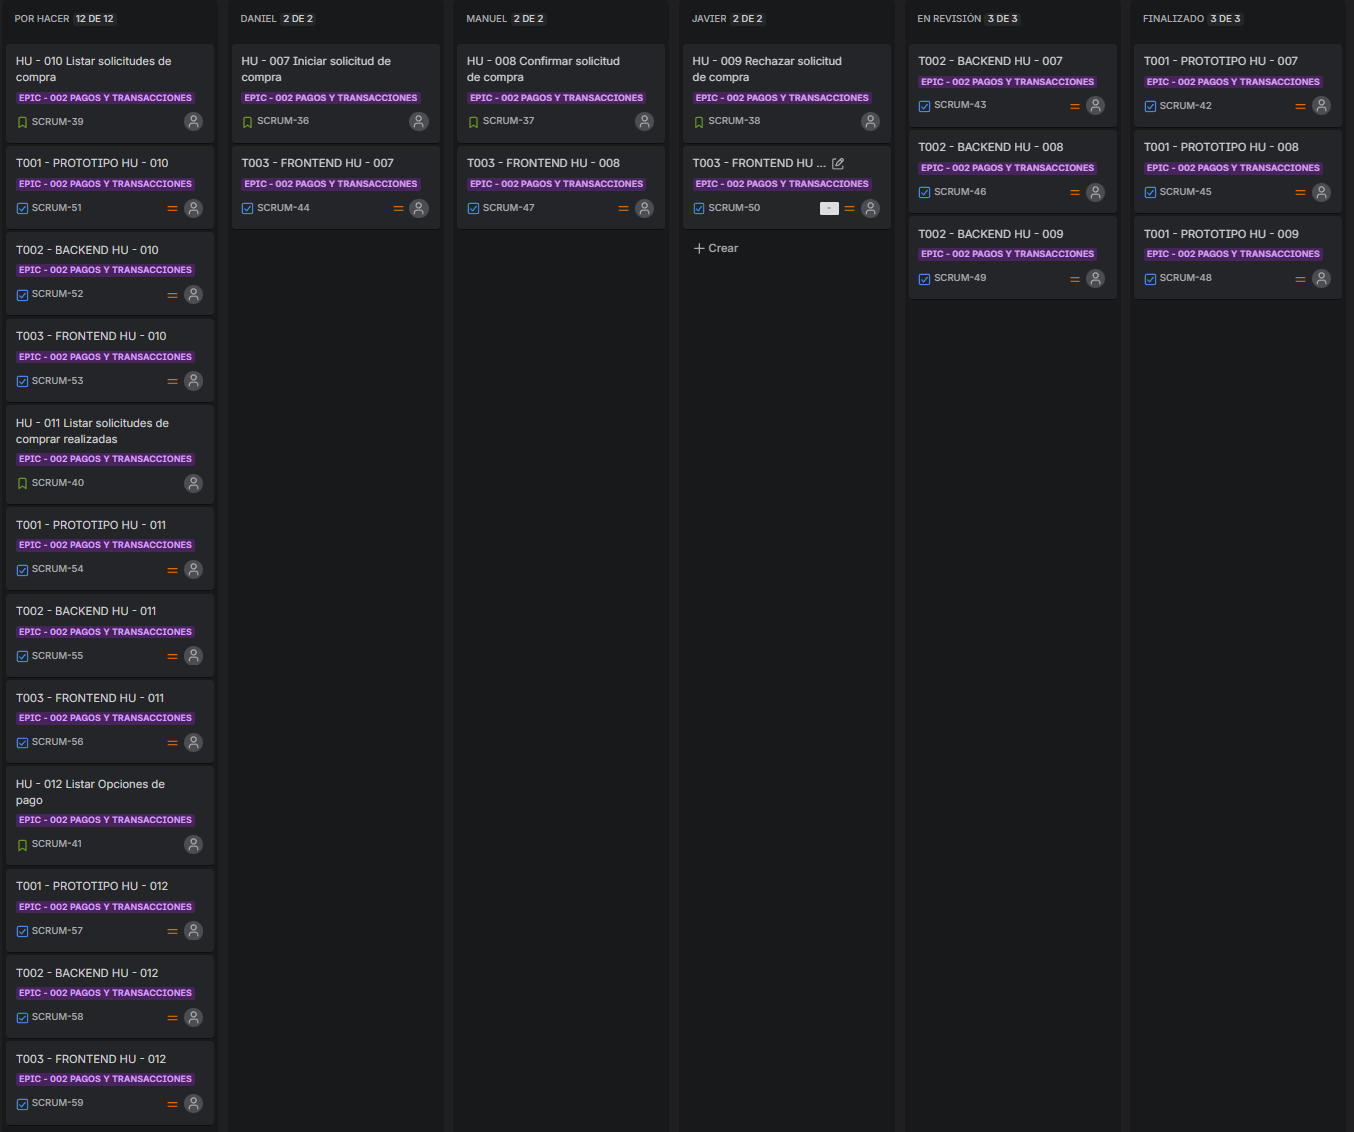 POR HACER 12 DE 12
HU - 010 Listar solicitudes de
compra
EPIC - 002 PAGOS Y TRANSACCIONES
SCRUM-39
T001 - PROTOTIPO HU - 010
EPIC - 002 PAGOS Y TRANSACCIONES
SCRUM-51
T002 - BACKEND HU - 010
EPIC - 002 PAGOS Y TRANSACCIONES
SCRUM-52
T003 - FRONTEND HU - 010
EPIC - 002 PAGOS Y TRANSACCIONES
SCRUM-53
HU - 011 Listar solicitudes de
comprar realizadas
EPIC - 002 PAGOS Y TRANSACCIONES
SCRUM-40
T001 - PROTOTIPO HU - 011
EPIC - 002 PAGOS Y TRANSACCIONES
SCRUM-54
T002 - BACKEND HU - 011
EPIC - 002 PAGOS Y TRANSACCIONES
SCRUM-55
T003 - FRONTEND HU - 011
EPIC - 002 PAGOS Y TRANSACCIONES
SCRUM-56
HU - 012 Listar Opciones de
pago
EPIC - 002 PAGOS Y TRANSACCIONES
SCRUM-41
T001 - PROTOTIPO HU - 012
EPIC - 002 PAGOS Y TRANSACCIONES
SCRUM-57
T002 - BACKEND HU - 012
EPIC - 002 PAGOS Y TRANSACCIONES
SCRUM-58
T003 - FRONTEND HU - 012
EPIC - 002 PAGOS Y TRANSACCIONES
SCRUM-59
DANIEL 2 DE 2
HU - 007 Iniciar solicitud de
compra
EPIC - 002 PAGOS Y TRANSACCIONES
SCRUM-36
T003 - FRONTEND HU - 007
EPIC - 002 PAGOS Y TRANSACCIONES
SCRUM-44
MANUEL 2 DE 2
HU - 008 Confirmar solicitud
de compra
EPIC - 002 PAGOS Y TRANSACCIONES
SCRUM-37
T003 - FRONTEND HU - 008
EPIC - 002 PAGOS Y TRANSACCIONES
SCRUM-47
JAVIER 2 DE 2
HU - 009 Rechazar solicitud
de compra
EPIC - 002 PAGOS Y TRANSACCIONES
SCRUM-38
T003 - FRONTEND HU ...
EPIC - 002 PAGOS Y TRANSACCIONES
SCRUM-50 -
+ Crear
EN REVISIÓN 3 DE 3
T002 - BACKEND HU - 007
EPIC - 002 PAGOS Y TRANSACCIONES
SCRUM-43
T002 - BACKEND HU - 008
EPIC - 002 PAGOS Y TRANSACCIONES
SCRUM-46
T002 - BACKEND HU - 009
EPIC - 002 PAGOS Y TRANSACCIONES
SCRUM-49
FINALIZADO 3 DE 3
T001 - PROTOTIPO HU - 007
EPIC - 002 PAGOS Y TRANSACCIONES
SCRUM-42
T001 - PROTOTIPO HU - 008
EPIC - 002 PAGOS Y TRANSACCIONES
SCRUM-45
T001 - PROTOTIPO HU - 009
EPIC - 002 PAGOS Y TRANSACCIONES
SCRUM-48